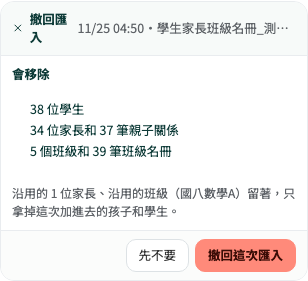 撤回匯入
11/25 04:50・學生家長班級名冊_測…
會移除
38 位學生
34 位家長和 37 筆親子關係
5 個班級和 39 筆班級名冊
沿用的 1 位家長、沿用的班級（國八數學A）留著，只
拿掉這次加進去的孩子和學生。
先不要
撤回這次匯入